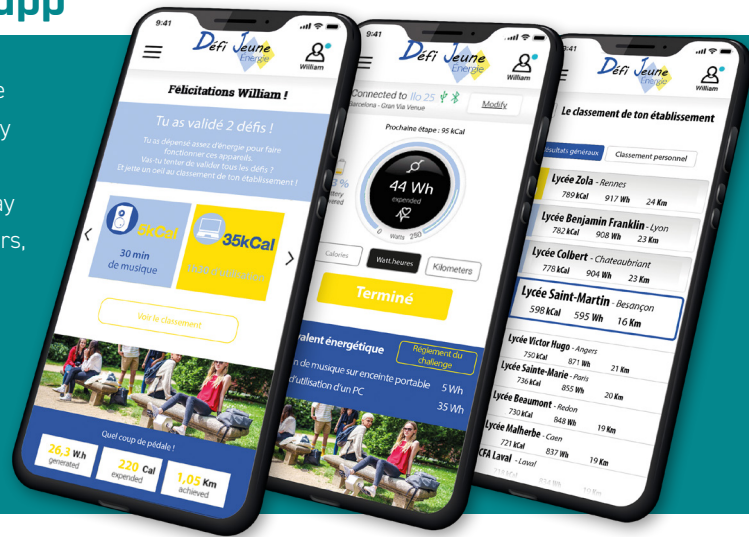 app
e
y
ay
rs,
9:41
Défi Jeune
Énergie
William
Félicitations William !
Tu as validé 2 défis !
Tu as dépensé assez d'énergie pour faire
fonctionner ces appareils.
Vas-tu tenter de valider tous les défis ?
Et jette un oeil au classement de ton établissement !
5kCal
30 min
de musique
35kCal
d'utilisation
Voir le classement
Quel coup de pédale !
26,3 W.h
generated
220 Cal
expended
1,05 Km
achieved
9:41
Défi Jeune
Énergie
William
Connected to Ilo 25
Barcelona - Gran Via Venue
Modify
Prochaine étape : 95 kCal
%
44 Wh
expended
0 Watts 250
Calories
Watt.heures
Kilometers
Terminé
valent énergétique
Règlement du
challenge
n de musique sur enceinte portable 5 Wh
d'utilisation d'un PC 35 Wh
:41
Défi Jeune
Énergie
William
Le classement de ton établissement
ésultats généraux
Classement personnel
Lycée Zola - Rennes
789 kCal 917 Wh 24 Km
Lycée Benjamin Franklin - Lyon
782 kCal 908 Wh 23 Km
Lycée Colbert - Chateaubriant
778 kCal 904 Wh 23 Km
Lycée Saint-Martin - Besançon
598 kCal 595 Wh 16 Km
Lycée Victor Hugo - Angers
750 kCal 871 Wh 21 Km
Lycée Sainte-Marie - Paris
736 kCal 855 Wh 20 Km
Lycée Beaumont - Redon
730 kCal 848 Wh 19 Km
Lycée Malherbe - Caen
721 kCal 837 Wh 19 Km
CFA Laval - Laval